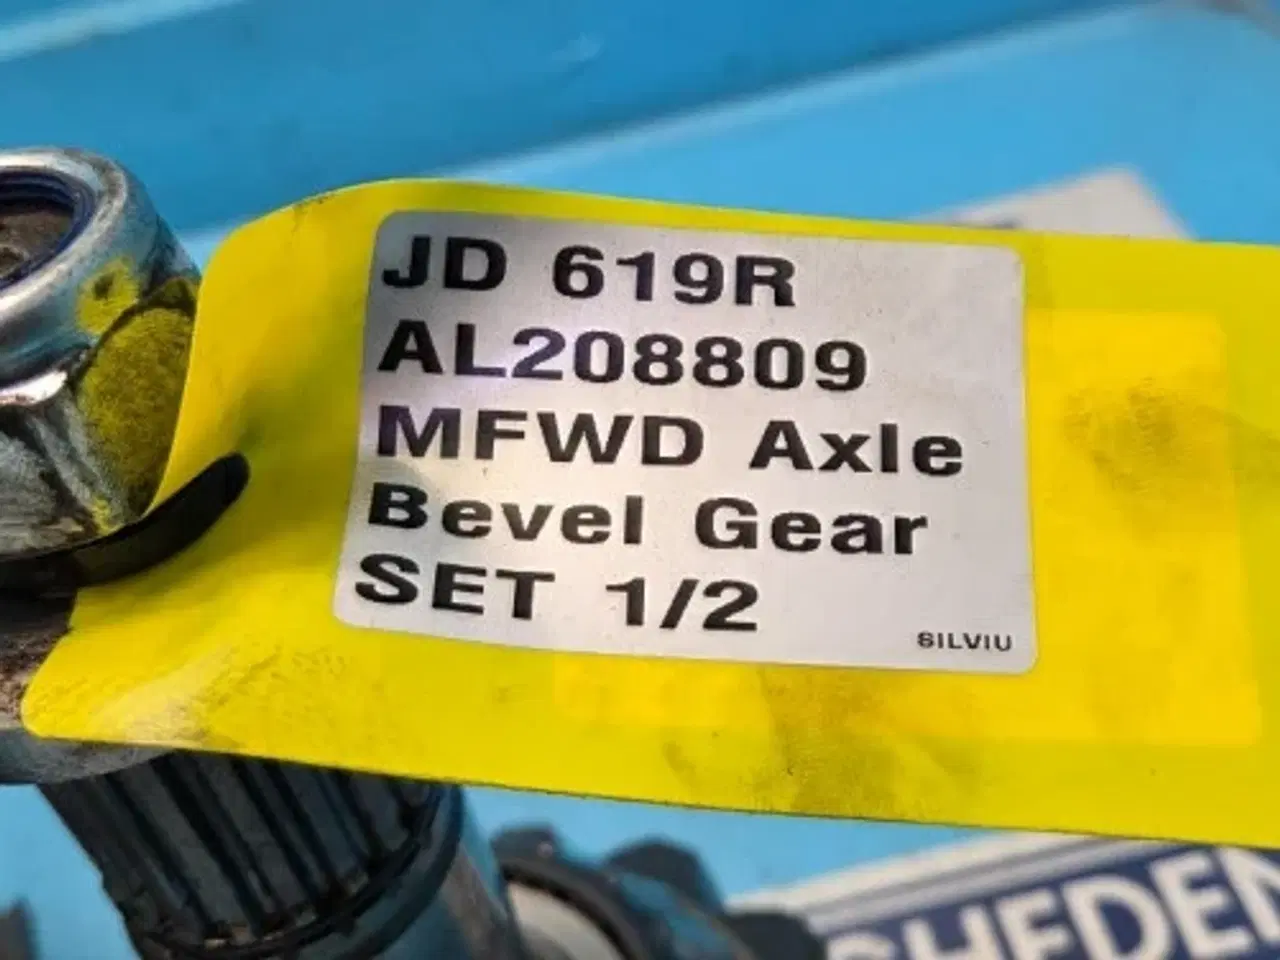 JD 619R
AL208809
MFWD Axle
Bevel Gear
SET 1/2
SILVIU